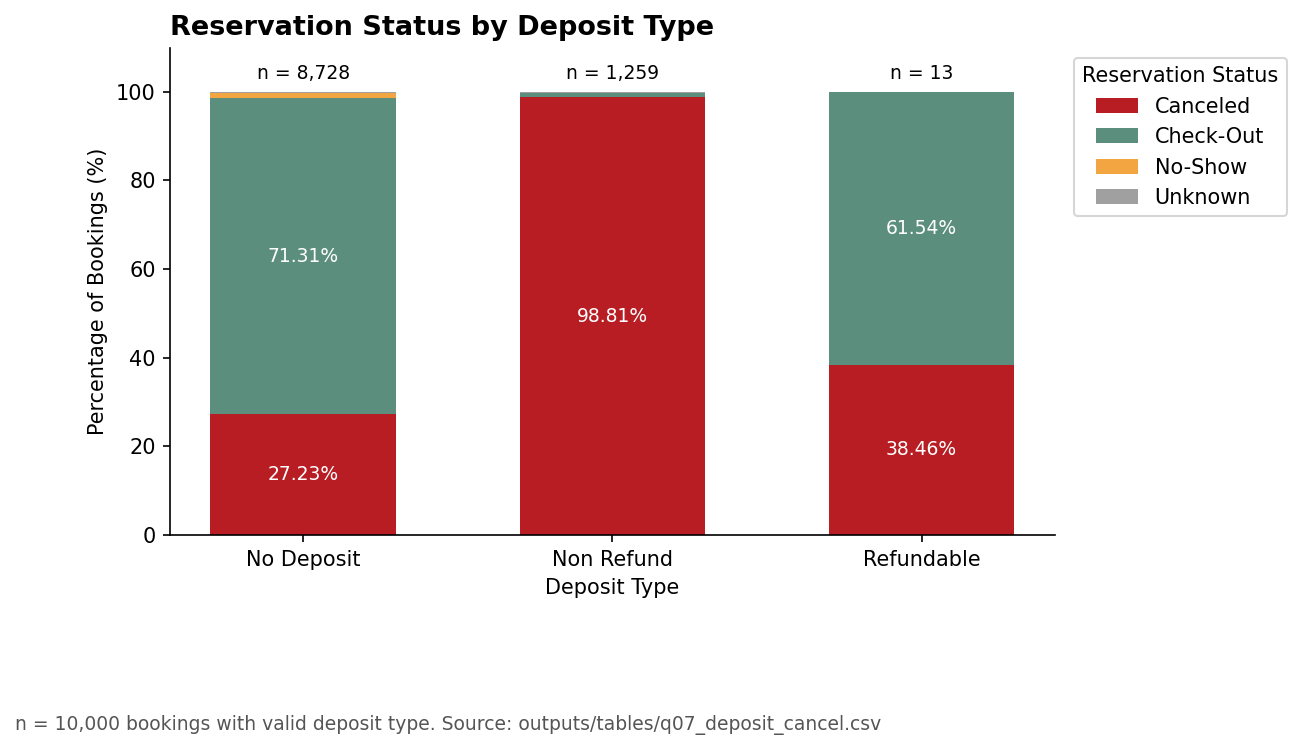 Reservation Status by Deposit Type
n = 8,728
n = 1,259
n = 13
Reservation Status
Canceled
Check-Out
No-Show
Unknown
Percentage of Bookings (%)
100
80
60
40
20
0
71.31%
27.23%
98.81%
61.54%
38.46%
No Deposit
Non Refund
Refundable
Deposit Type
n = 10,000 bookings with valid deposit type. Source: outputs/tables/q07_deposit_cancel.csv